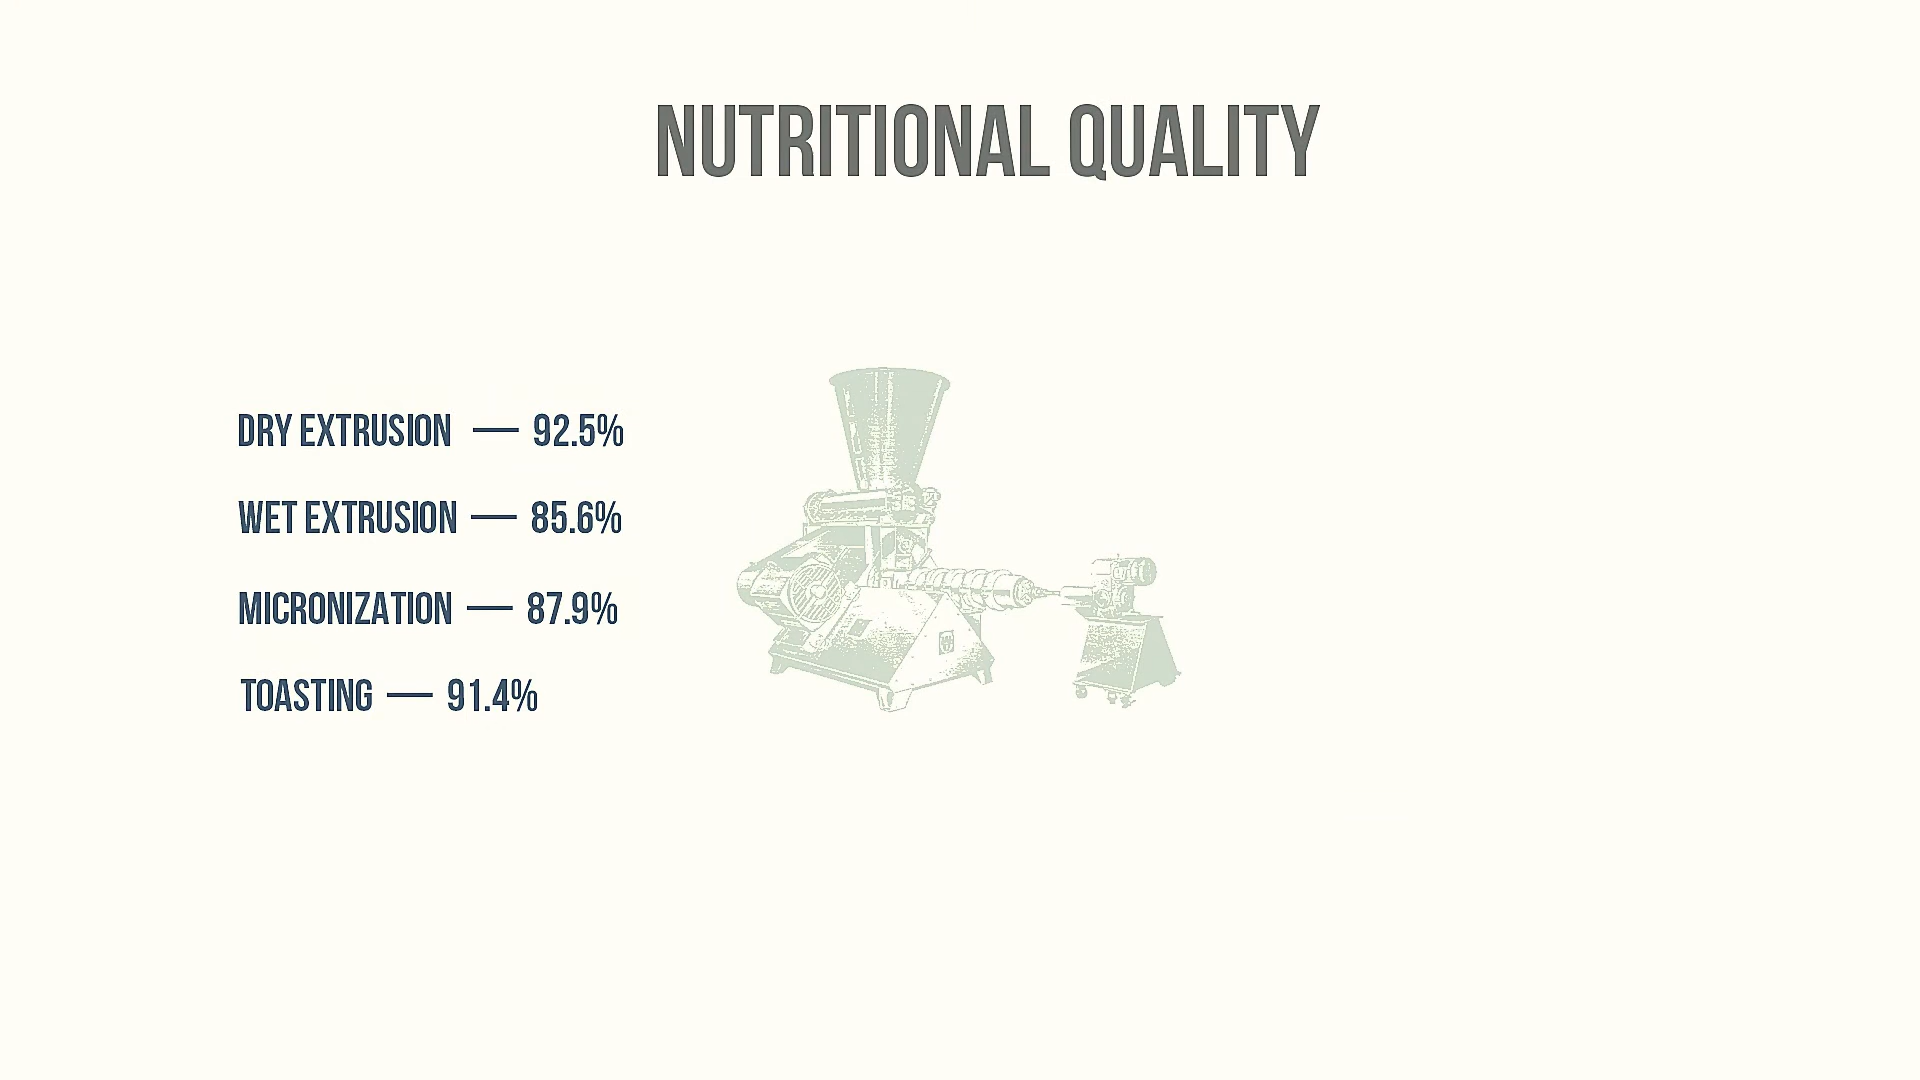 NUTRITIONAL QUALITY
DRY EXTRUSION — 92.5%
WET EXTRUSION — 85.6%
MICRONIZATION — 87.9%
TOASTING — 91.4%